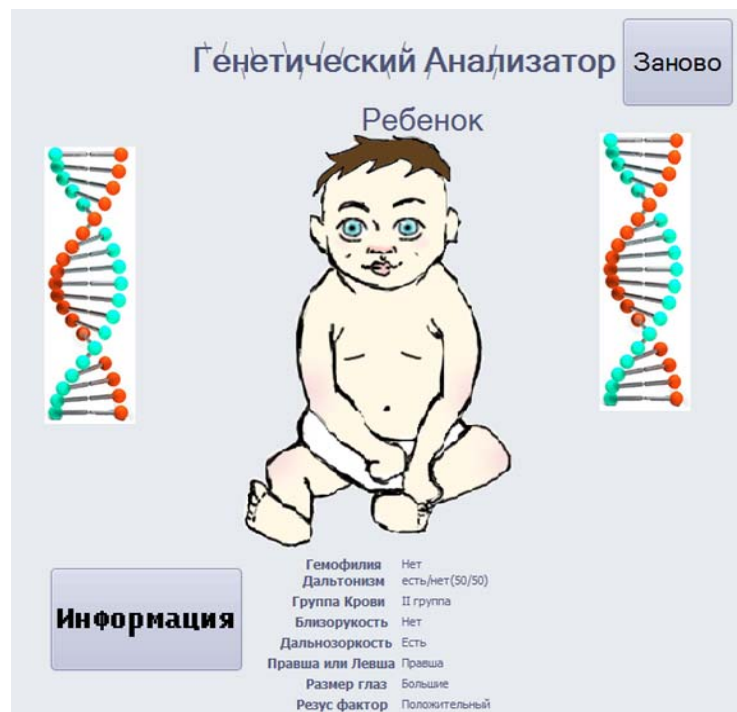 Генетический Анализатор
Заново
Ребенок
Информация
Гемофилия Нет
Дальтонизм есть/нет(50/50)
Группа Крови II группа
Близорукость Нет
Дальнозоркость Есть
Правша или Левша Правша
Размер глаз Большие
Резус фактор Положительный